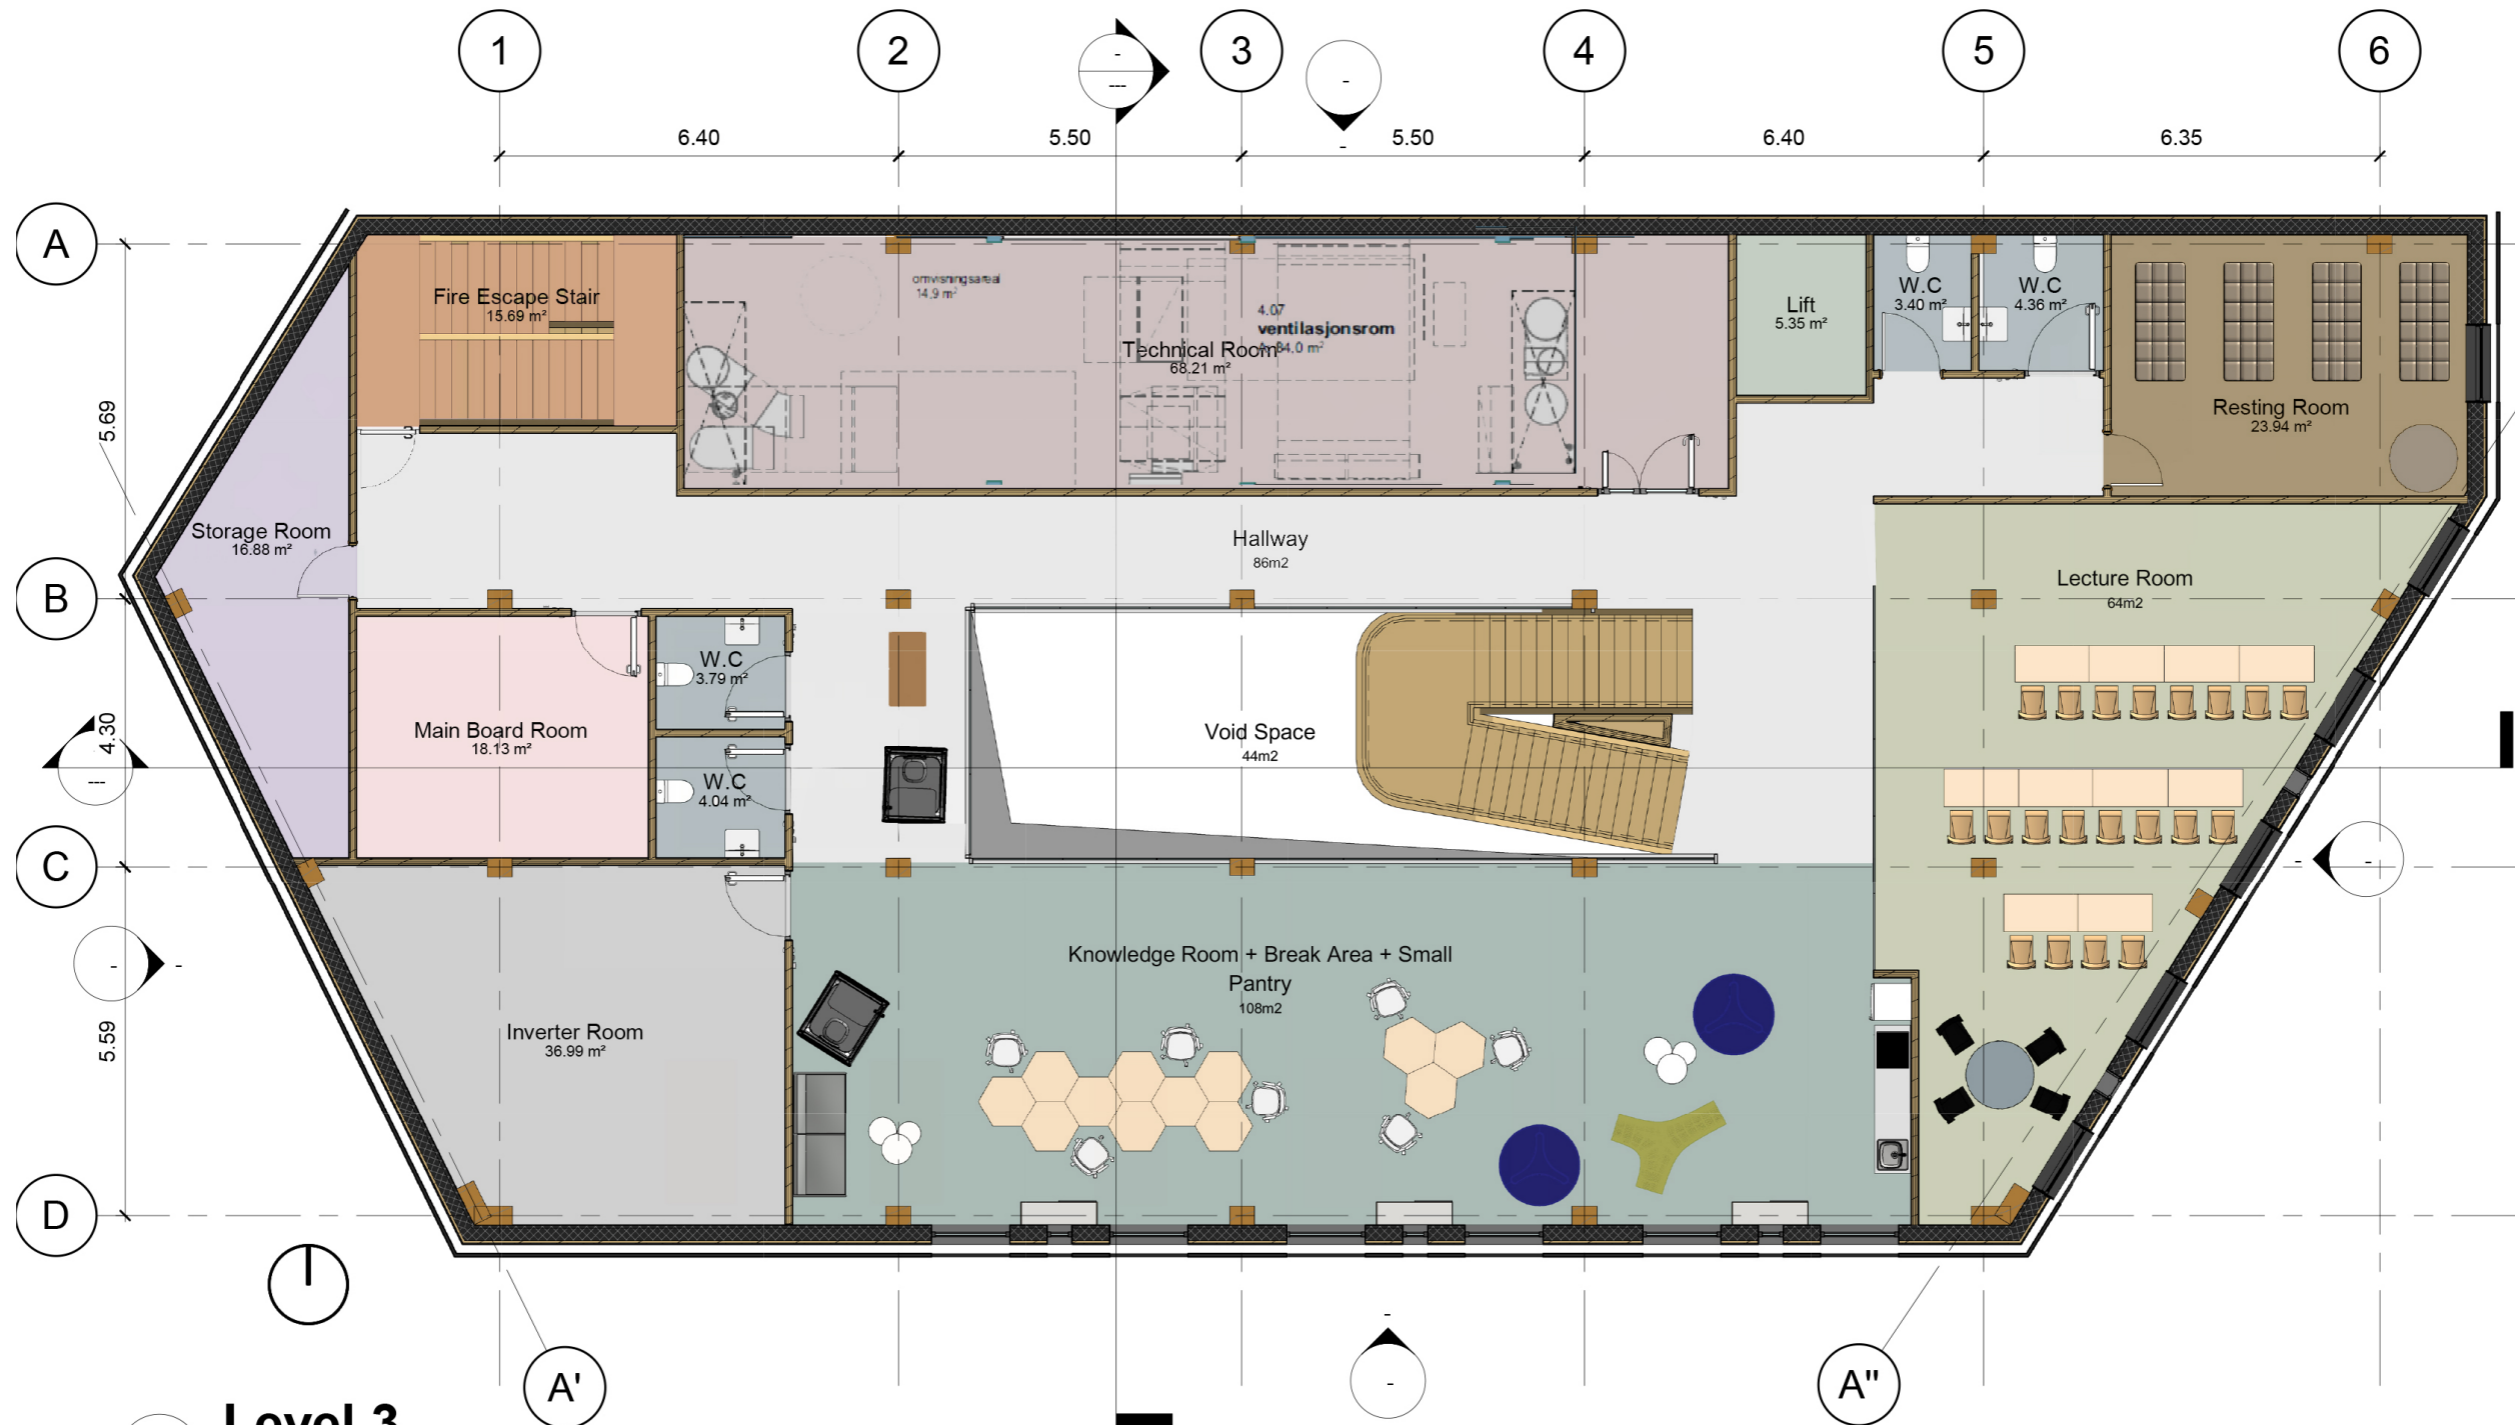 1
2
3
4
5
6
-
---
-
-
6.40
5.50
5.50
6.40
6.35
A
B
C
D
5.69
4.30
5.59
Fire Escape Stair
15.69 m²
omvisningsareal
14,9 m²
4.07
ventilasjonsrom
Technical Room
68.21 m²
Lift
5.35 m²
W.C
3.40 m²
W.C
4.36 m²
Resting Room
23.94 m²
Storage Room
16.88 m²
Hallway
86m2
Lecture Room
64m2
W.C
3.79 m²
Main Board Room
18.13 m²
Void Space
44m2
W.C
4.04 m²
---
-
-
-
-
Knowledge Room + Break Area + Small
Pantry
108m2
Inverter Room
36.99 m²
-
-
A'
A"
Level 3